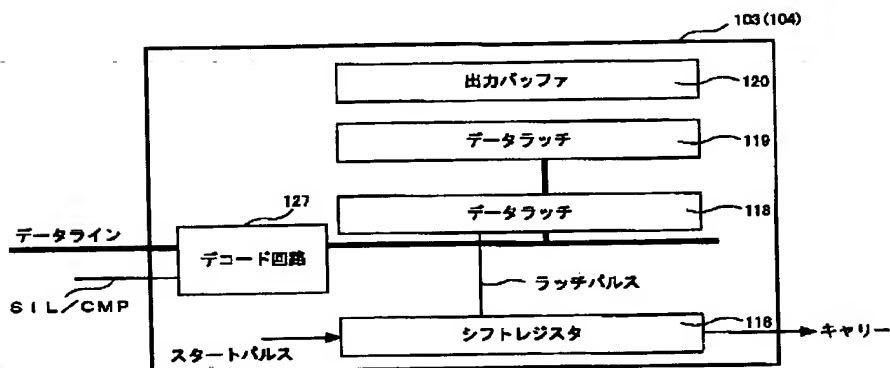 103(104)
出力バッファ
120
データラッチ
119
127
データラッチ
118
データライン
デコード回路
SIL/CMP
ラッチパルス
シフトレジスタ
116
スタートパルス
キャリー